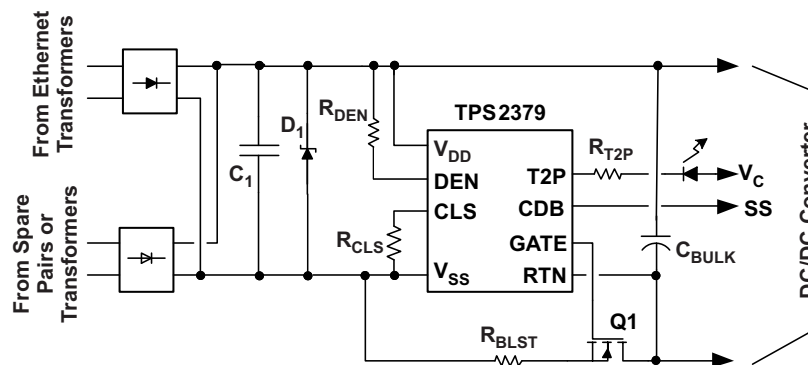 From Ethernet
Transformers
From Spare
Pairs or
Transformers
C1
D1
RDEN
RCLS
TPS2379
VDD
DEN
CLS
VSS
T2P
CDB
GATE
RTN
RT2P
VC
SS
CBULK
Q1
RBLST
DC/DC Converter